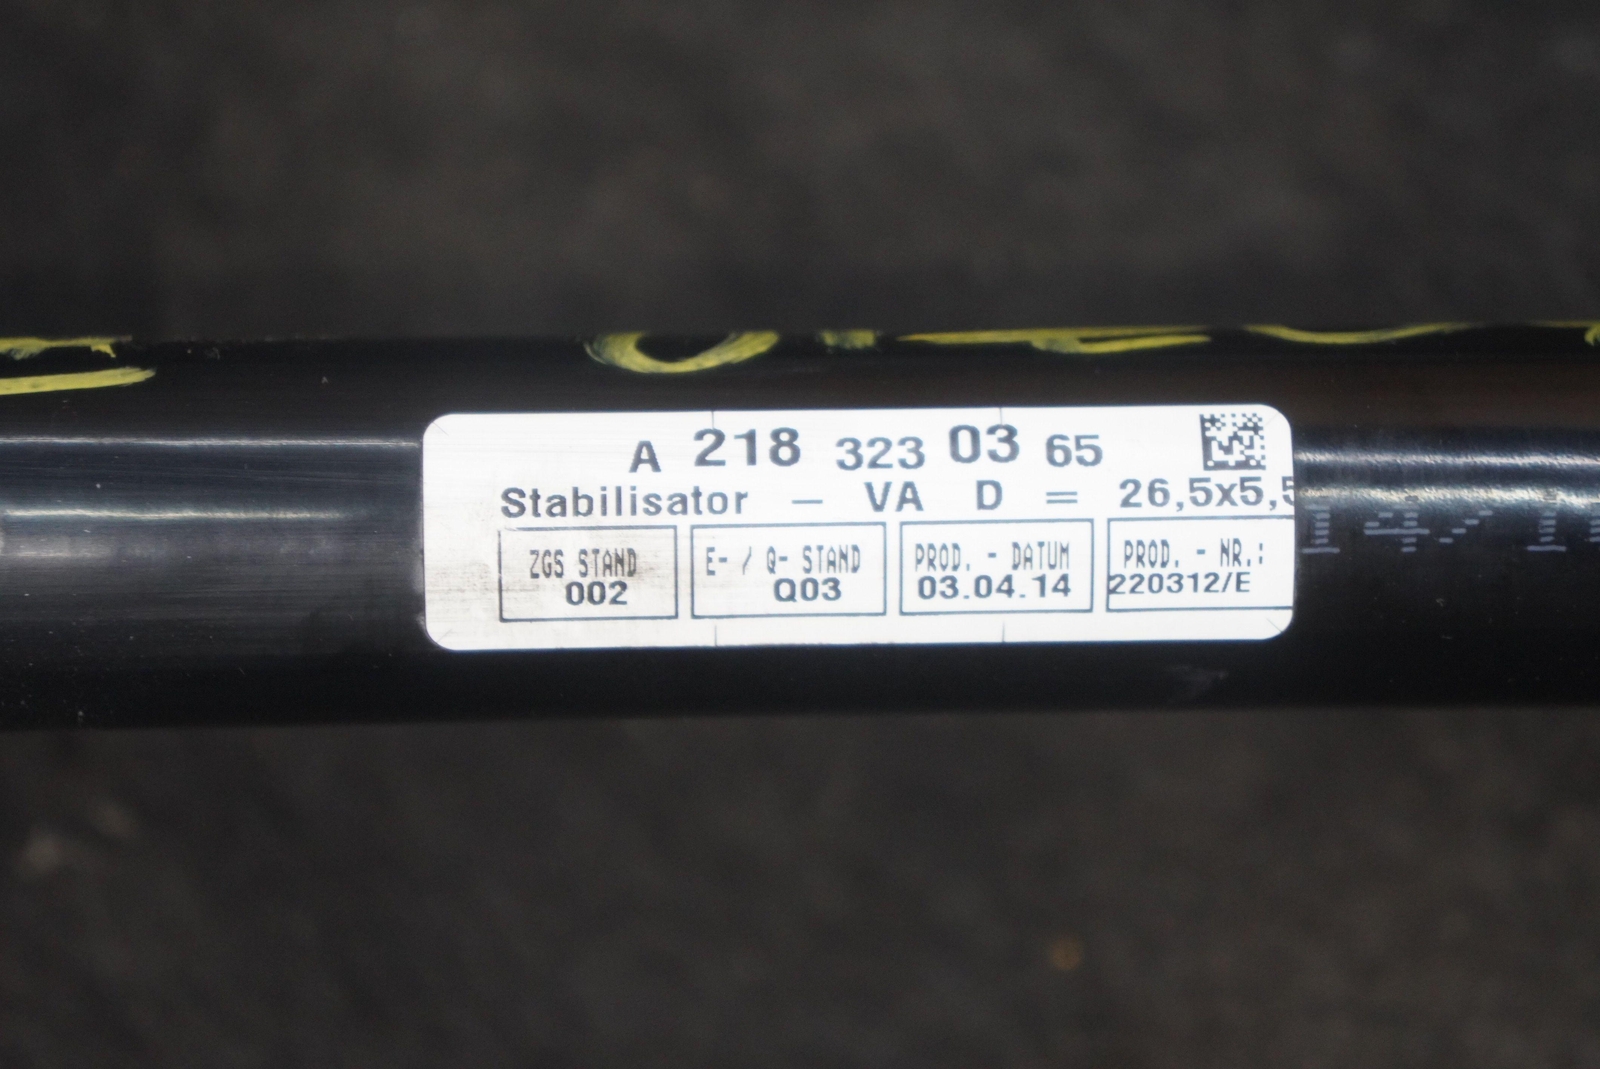 A 218 323 03 65
Stabilisator - VA D = 26,5x5,5
ZGS STAND E- / Q- STAND PROD. - DATUM PROD. - NR.:
002 Q03 03.04.14 220312/E